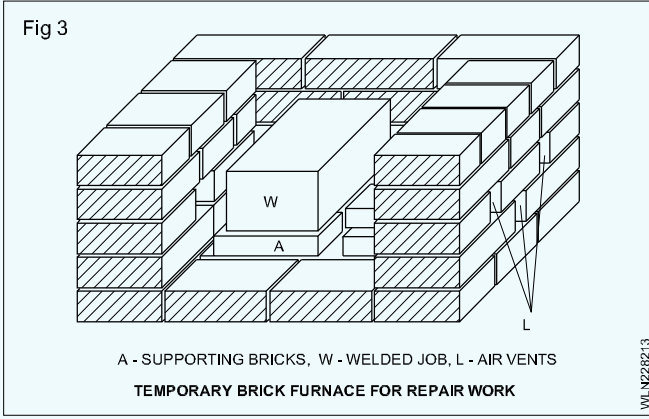 Fig 3
W
A
L
A - SUPPORTING BRICKS, W - WELDED JOB, L - AIR VENTS
TEMPORARY BRICK FURNACE FOR REPAIR WORK
WLN228213